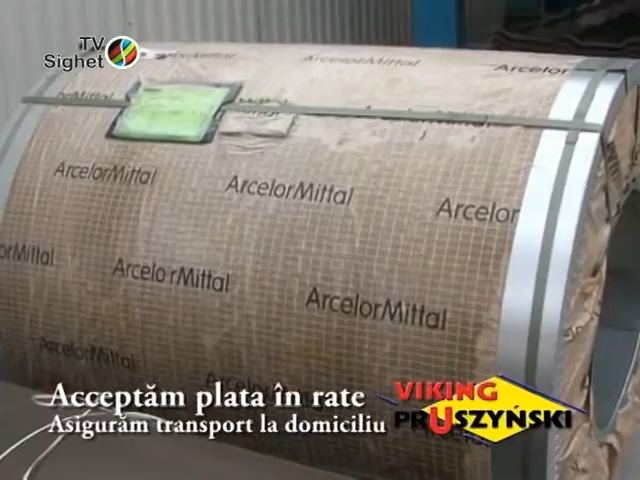 TV
Sighet
ArcelorMittal
Arcelor
ArcelorMittal
ArcelorMittal
Arcelor
ArcelorMittal
ArcelorMittal
ArcelorMittal
Acceptăm plata în rate
Asigurăm transport la domiciliu
VIKING
PRUSZYŃSKI